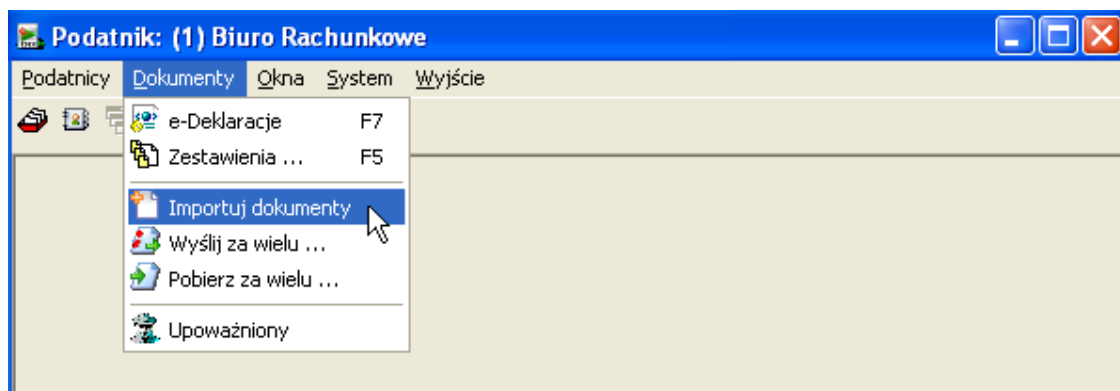 Podatnik: (1) Biuro Rachunkowe
Podatnicy Dokumenty Okna System Wyjście
e-Deklaracje F7
Zestawienia ... F5
Importuj dokumenty
Wyślij za wielu ...
Pobierz za wielu ...
Upoważniony